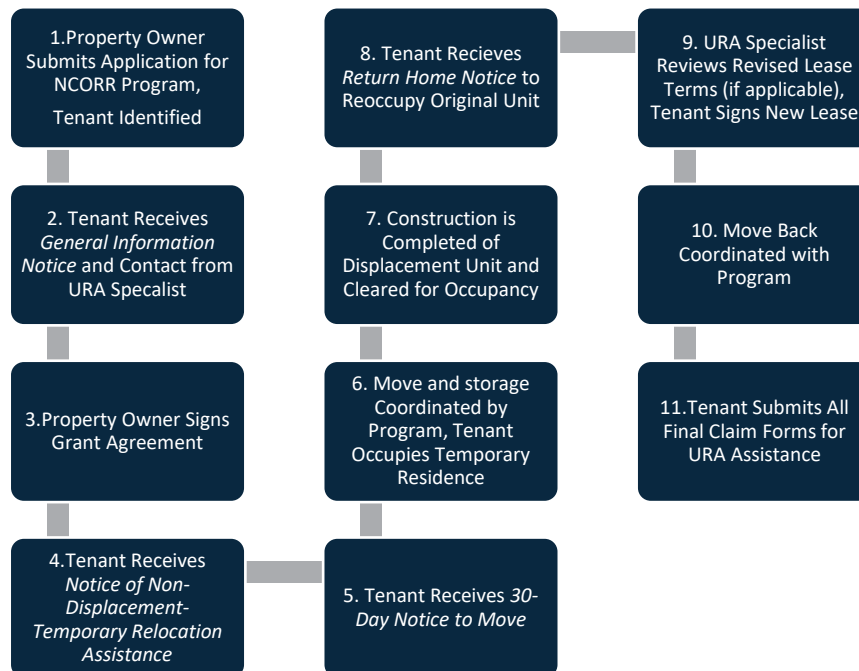 1.Property Owner
Submits Application for
NCORR Program,
Tenant Identified
2. Tenant Receives
General Information
Notice and Contact from
URA Specalist
3.Property Owner Signs
Grant Agreement
4.Tenant Receives
Notice of Non-
Displacement-
Temporary Relocation
Assistance
5. Tenant Receives 30-
Day Notice to Move
6. Move and storage
Coordinated by
Program, Tenant
Occupies Temporary
Residence
7. Construction is
Completed of
Displacement Unit and
Cleared for Occupancy
8. Tenant Recieves
Return Home Notice to
Reoccupy Original Unit
9. URA Specialist
Reviews Revised Lease
Terms (if applicable),
Tenant Signs New Lease
10. Move Back
Coordinated with
Program
11.Tenant Submits All
Final Claim Forms for
URA Assistance